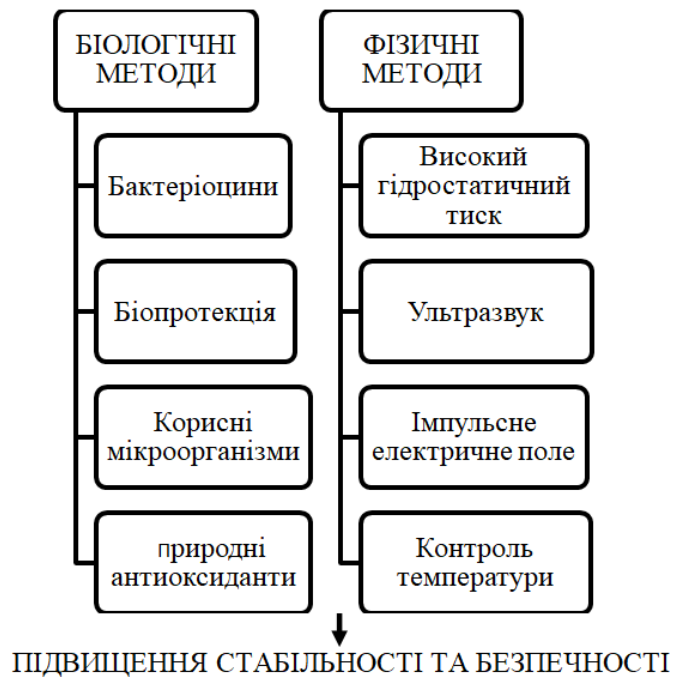 БІОЛОГІЧНІ
МЕТОДИ
Бактеріоцини
Біопротекція
Корисні
мікроорганізми
природні
антиоксиданти
ФІЗИЧНІ
МЕТОДИ
Високий
гідростатичний
тиск
Ультразвук
Імпульсне
електричне поле
Контроль
температури
ПІДВИЩЕННЯ СТАБІЛЬНОСТІ ТА БЕЗПЕЧНОСТІ